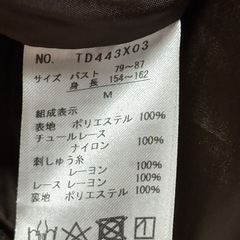 NO. TD443X03
サイズ バスト 79~87
身長 154~162
M
組成表示
表地 ポリエステル 100%
チュールレース
ナイロン 100%
刺しゅう糸
レーヨン 100%
レース レーヨン 100%
裏地 ポリエステル 100%